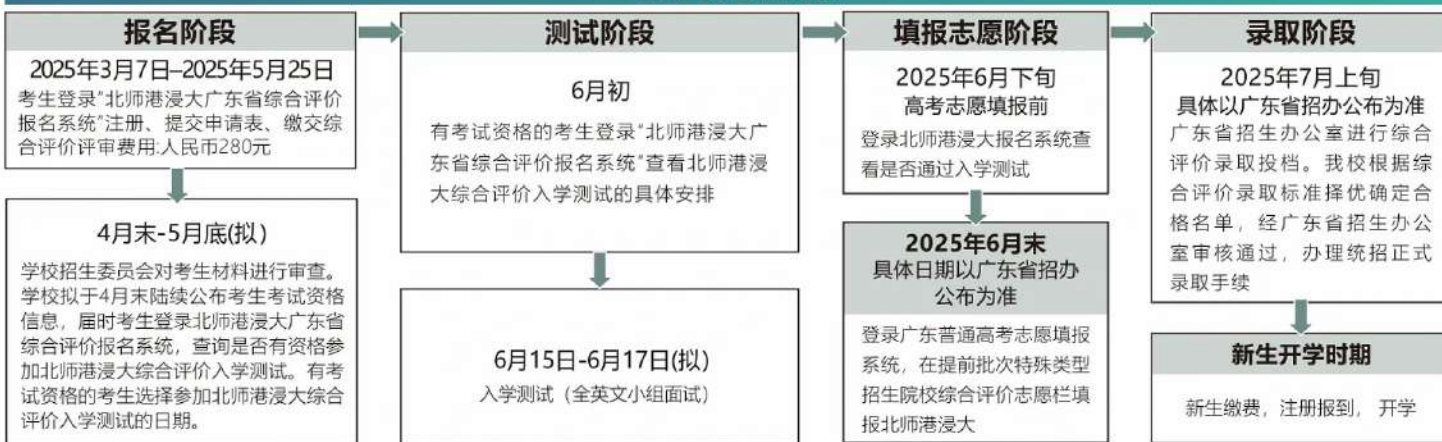 报名阶段
2025年3月7日–2025年5月25日
考生登录“北师港浸大广东省综合评价
报名系统”注册、提交申请表、缴交综
合评价评审费用:人民币280元
4月末-5月底(拟)
学校招生委员会对考生材料进行审查。
学校拟于4月末陆续公布考生考试资格
信息，届时考生登录北师港浸大广东省
综合评价报名系统，查询是否有资格参
加北师港浸大综合评价入学测试。有考
试资格的考生选择参加北师港浸大综合
评价入学测试的日期。
测试阶段
6月初
有考试资格的考生登录“北师港浸大广
东省综合评价报名系统”查看北师港浸
大综合评价入学测试的具体安排
6月15日-6月17日(拟)
入学测试（全英文小组面试）
填报志愿阶段
2025年6月下旬
高考志愿填报前
登录北师港浸大报名系统查
看是否通过入学测试
2025年6月末
具体日期以广东省招办
公布为准
登录广东普通高考志愿填报
系统，在提前批次特殊类型
招生院校综合评价志愿栏填
报北师港浸大
录取阶段
2025年7月上旬
具体以广东省招办公布为准
广东省招生办公室进行综合
评价录取投档。我校根据综
合评价录取标准择优确定合
格名单，经广东省招生办公
室审核通过，办理统招正式
录取手续
新生开学时期
新生缴费，注册报到， 开学